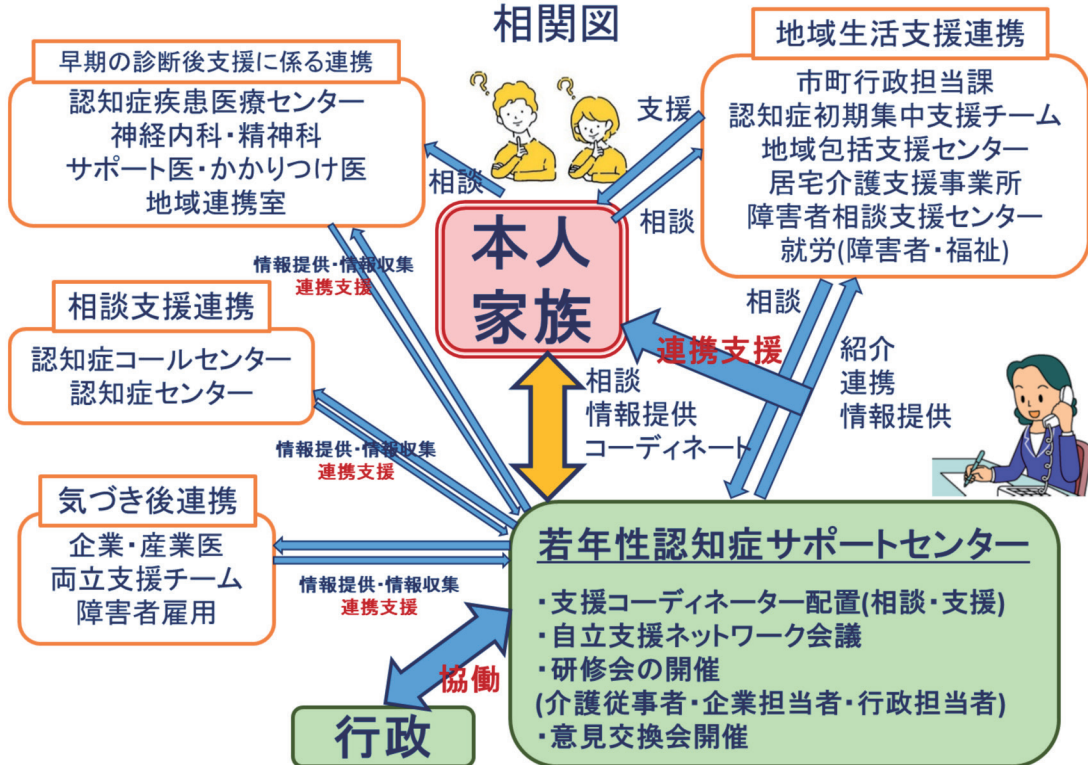 相関図
早期の診断後支援に係る連携
認知症疾患医療センター
神経内科・精神科
サポート医・かかりつけ医
地域連携室
相談
支援
相談
地域生活支援連携
市町行政担当課
認知症初期集中支援チーム
地域包括支援センター
居宅介護支援事業所
障害者相談支援センター
就労(障害者・福祉)
本人
家族
情報提供・情報収集
連携支援
相談支援連携
認知症コールセンター
認知症センター
情報提供・情報収集
連携支援
連携支援
相談
情報提供
コーディネート
相談
紹介
連携
情報提供
気づき後連携
企業・産業医
両立支援チーム
障害者雇用
情報提供・情報収集
連携支援
若年性認知症サポートセンター
・支援コーディネーター配置(相談・支援)
・自立支援ネットワーク会議
・研修会の開催
(介護従事者・企業担当者・行政担当者)
・意見交換会開催
協働
行政